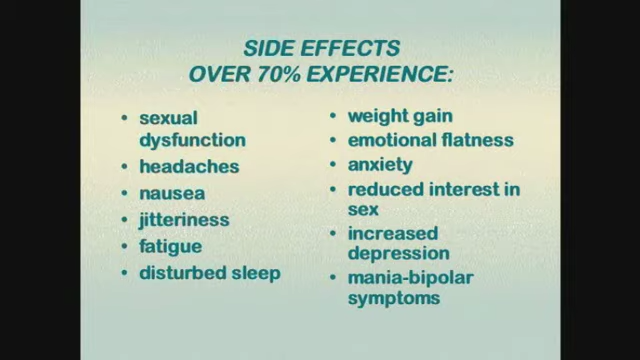 SIDE EFFECTS
OVER 70% EXPERIENCE:
• sexual
dysfunction
• headaches
• nausea
• jitteriness
• fatigue
• disturbed sleep
• weight gain
• emotional flatness
• anxiety
• reduced interest in
sex
• increased
depression
• mania-bipolar
symptoms